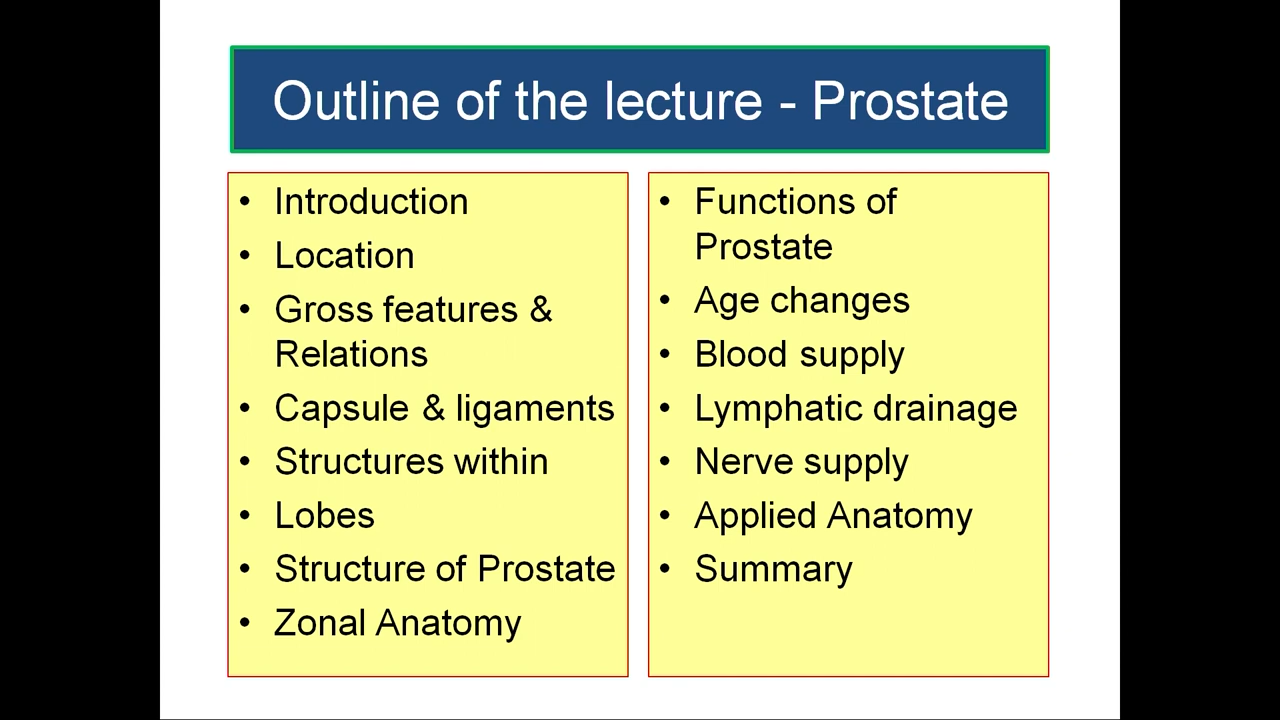 Outline of the lecture - Prostate
• Introduction
• Location
• Gross features &
Relations
• Capsule & ligaments
• Structures within
• Lobes
• Structure of Prostate
• Zonal Anatomy
• Functions of
Prostate
• Age changes
• Blood supply
• Lymphatic drainage
• Nerve supply
• Applied Anatomy
• Summary